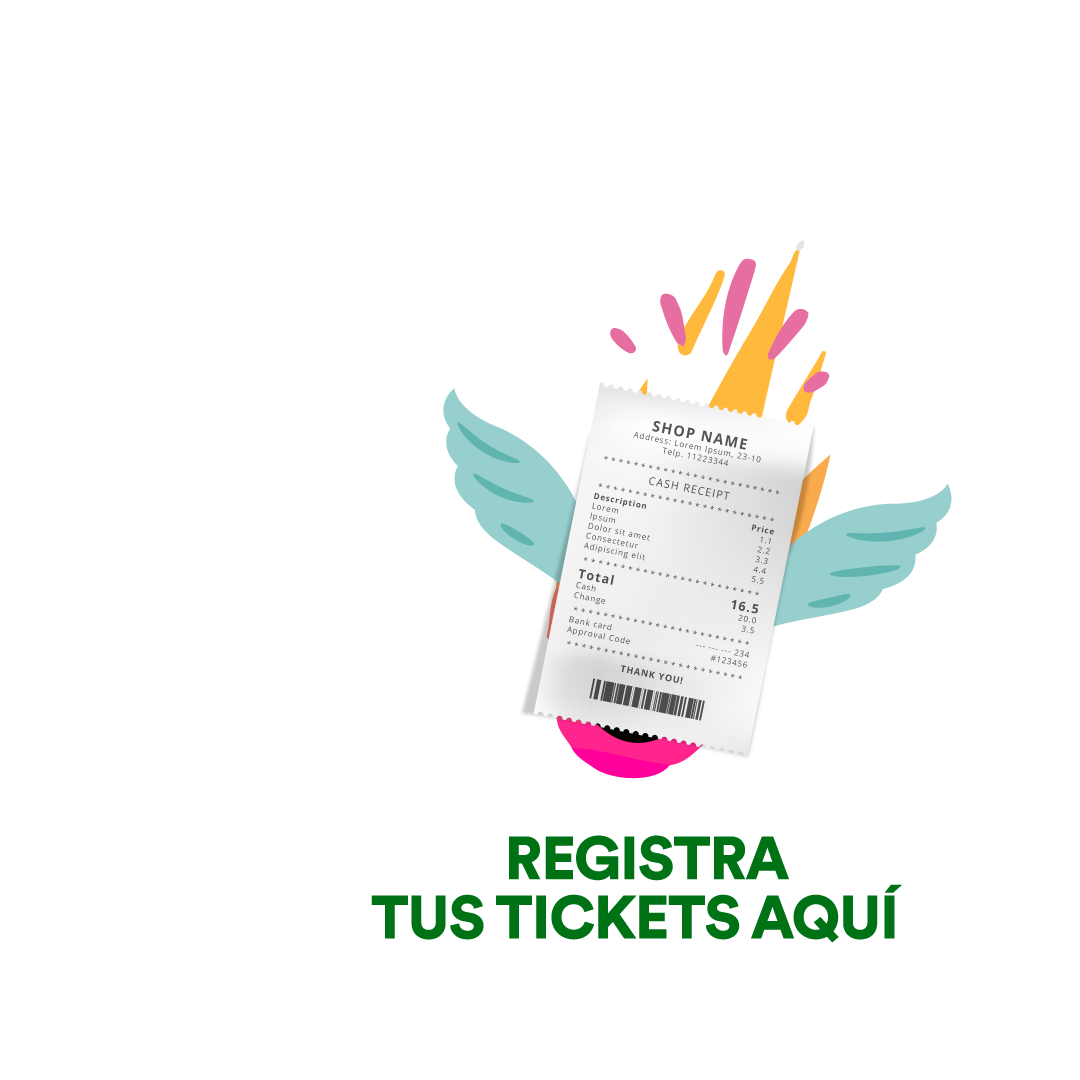 SHOP NAME
Address: Lorem Ipsum, 23-10
Telp. 11223344
************************
CASH RECEIPT
************************
Description Price
Lorem 1.1
Ipsum 2.2
Dolor sit amet 3.3
Consectetur 4.4
Adipiscing elit 5.5
************************
Total 16.5
Cash 20.0
Change 3.5
************************
Bank card --- --- --- 234
Approval Code #123456
************************
THANK YOU!
REGISTRA
TUS TICKETS AQUÍ